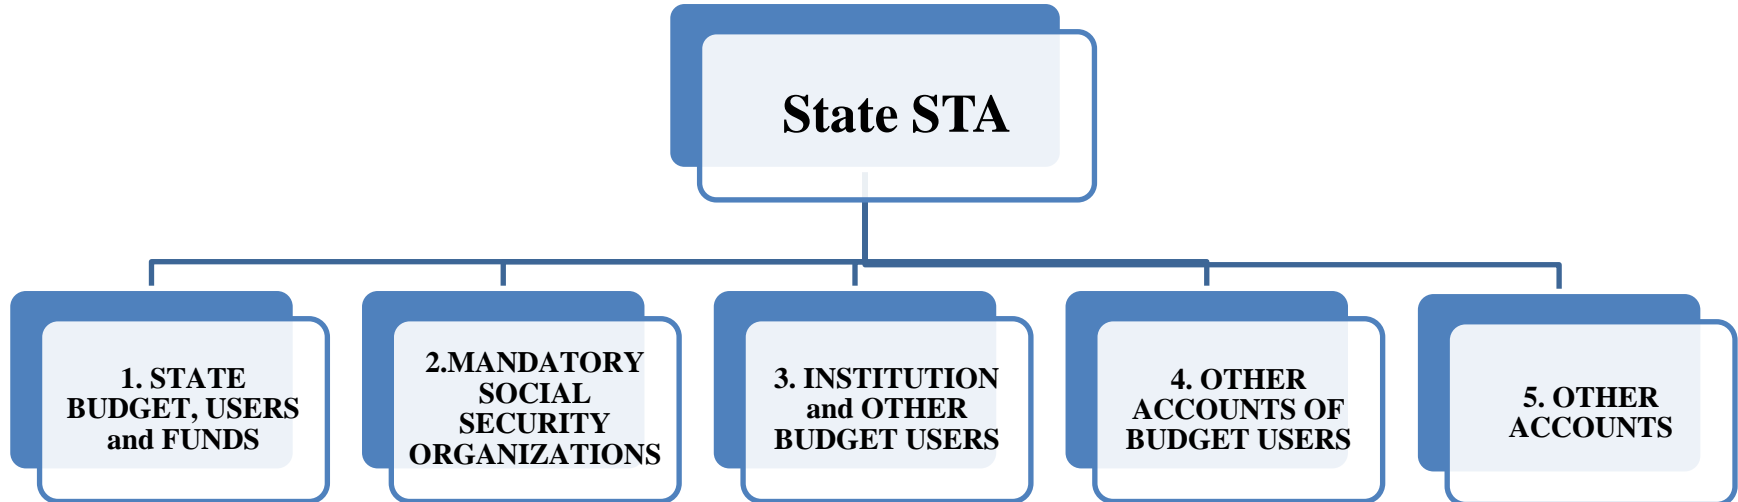 State STA
1. STATE
BUDGET, USERS
and FUNDS
2.MANDATORY
SOCIAL
SECURITY
ORGANIZATIONS
3. INSTITUTION
and OTHER
BUDGET USERS
4. OTHER
ACCOUNTS OF
BUDGET USERS
5. OTHER
ACCOUNTS